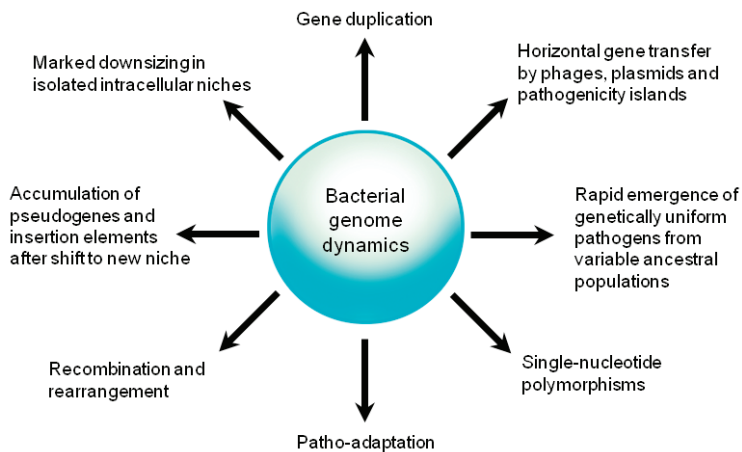 Gene duplication
Marked downsizing in
isolated intracellular niches
Horizontal gene transfer
by phages, plasmids and
pathogenicity islands
Accumulation of
pseudogenes and
insertion elements
after shift to new niche
Bacterial
genome
dynamics
Rapid emergence of
genetically uniform
pathogens from
variable ancestral
populations
Recombination and
rearrangement
Single-nucleotide
polymorphisms
Patho-adaptation